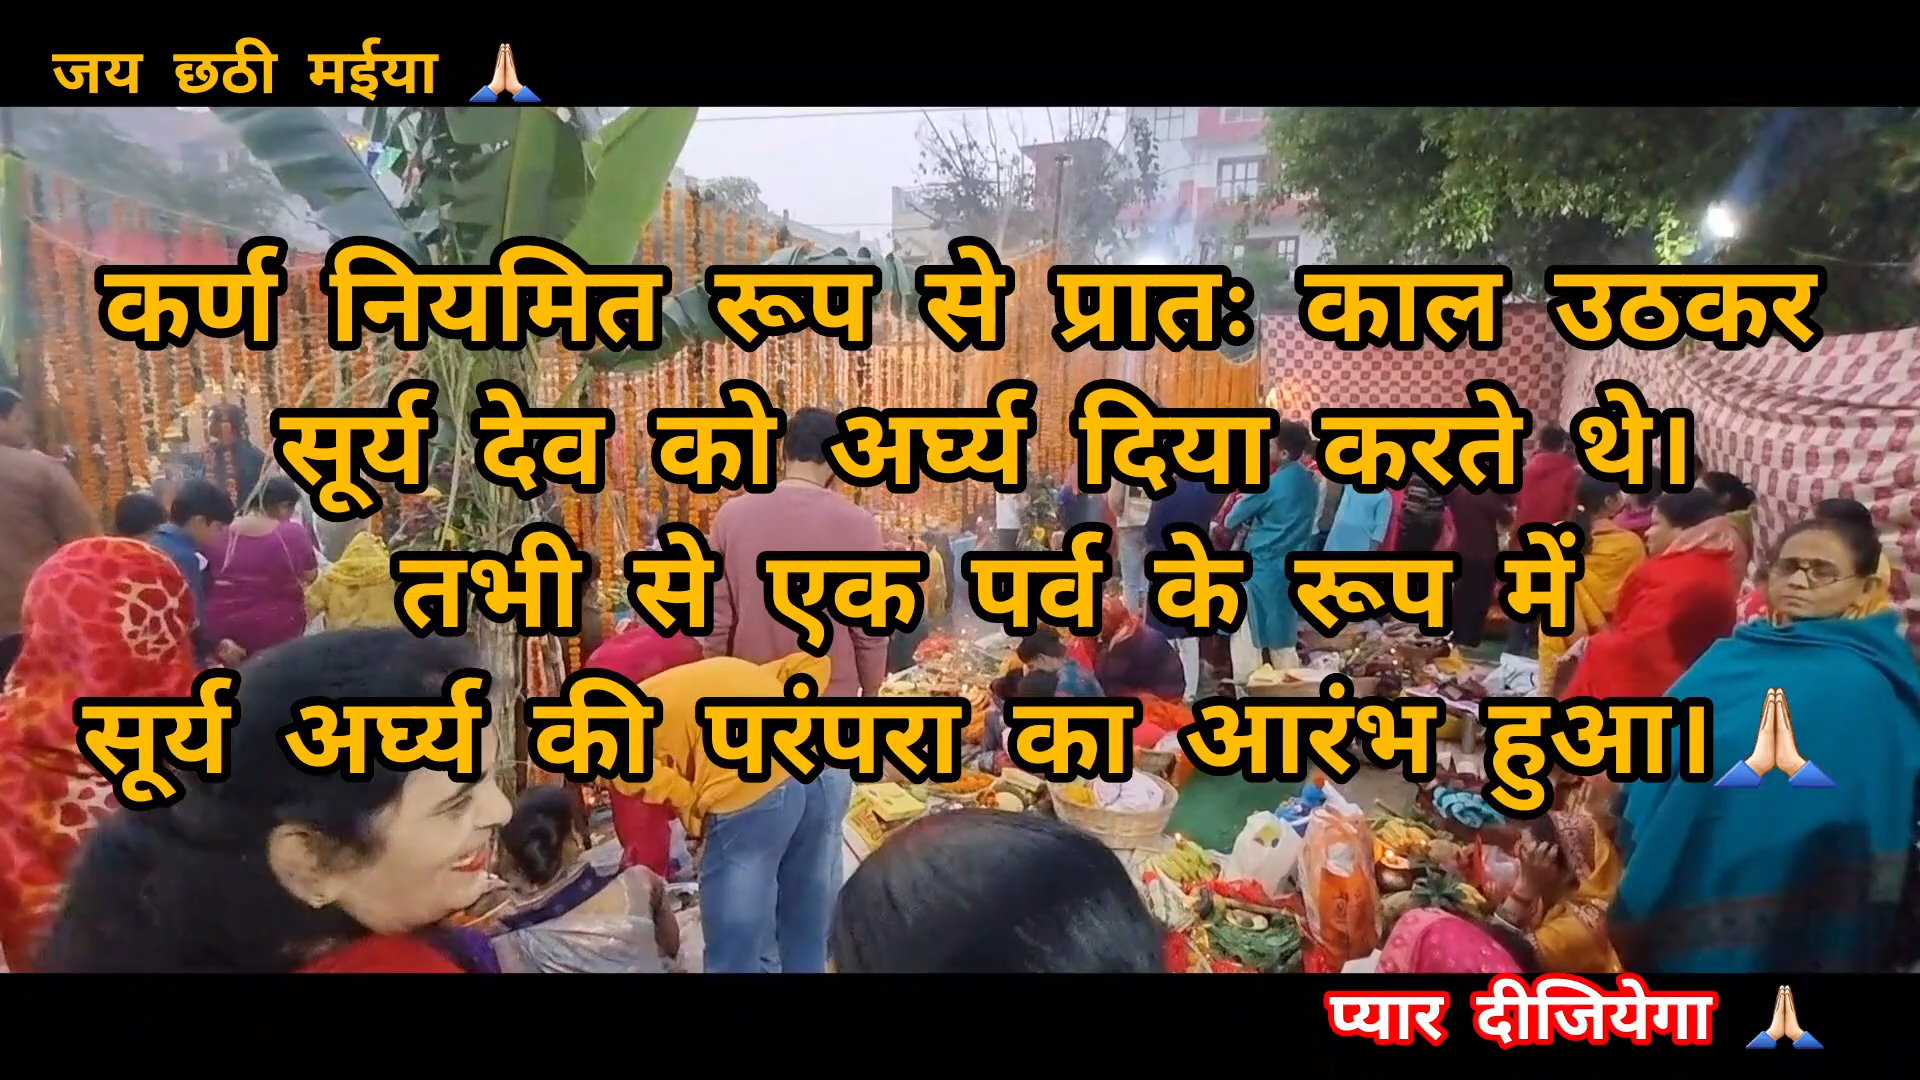 जय छठी मईया 🙏🏻
कर्ण नियमित रूप से प्रातः काल उठकर
सूर्य देव को अर्घ्य दिया करते थे।
तभी से एक पर्व के रूप में
सूर्य अर्घ्य की परंपरा का आरंभ हुआ।🙏🏻
प्यार दीजियेगा 🙏🏻